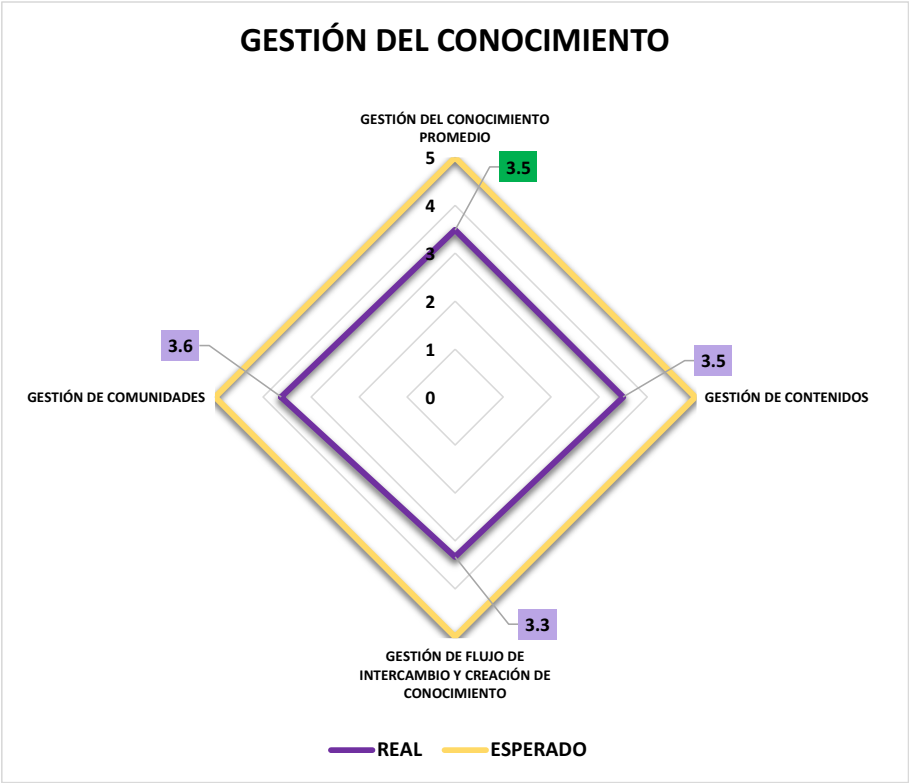 GESTIÓN DEL CONOCIMIENTO
GESTIÓN DEL CONOCIMIENTO
PROMEDIO
5
3.5
4
3
2
3.6
1
3.5
GESTIÓN DE COMUNIDADES
0
GESTIÓN DE CONTENIDOS
3.3
GESTIÓN DE FLUJO DE
INTERCAMBIO Y CREACIÓN DE
CONOCIMIENTO
REAL
ESPERADO